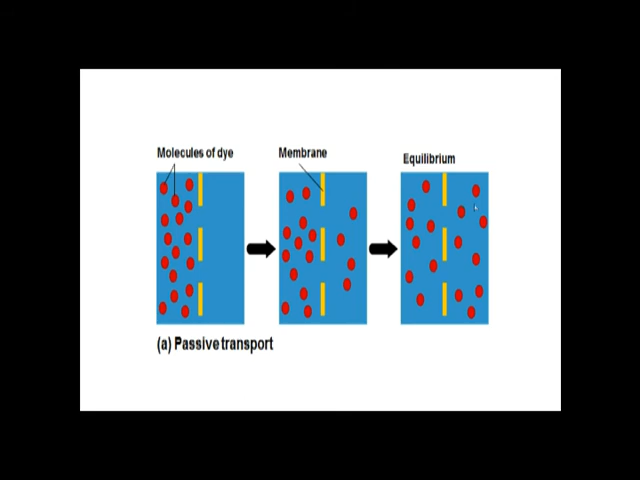 Molecules of dye
Membrane
Equilibrium
(a) Passive transport